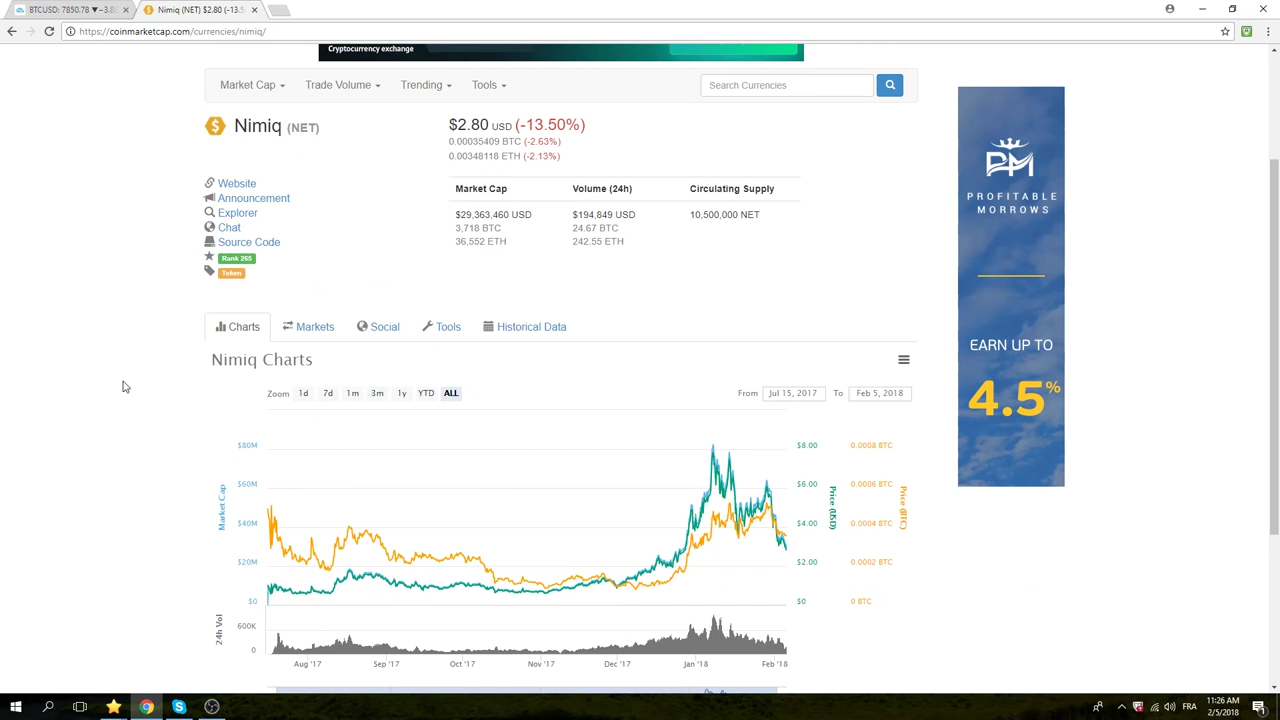 BTCUSD: 7850.78 ▼−3.8
Nimiq (NET) $2.80 (-13.5
https://coinmarketcap.com/currencies/nimiq/
Cryptocurrency exchange
Market Cap Trade Volume Trending Tools Search Currencies
Nimiq (NET)
$2.80 USD (-13.50%)
0.00035409 BTC (-2.63%)
0.00348118 ETH (-2.13%)
Market Cap Volume (24h) Circulating Supply
$29,363,460 USD $194,849 USD 10,500,000 NET
3,718 BTC 24.67 BTC
36,552 ETH 242.55 ETH
Website
Announcement
Explorer
Chat
Source Code
Rank 265
Token
PM
PROFITABLE
MORROWS
EARN UP TO
4.5%
Charts Markets Social Tools Historical Data
Nimiq Charts
Zoom 1d 7d 1m 3m 1y YTD ALL From Jul 15, 2017 To Feb 5, 2018
$80M $8.00 0.0008 BTC
$60M $6.00 0.0006 BTC
$40M $4.00 0.0004 BTC
$20M $2.00 0.0002 BTC
$0 $0 0 BTC
Market Cap
Price (USD)
Price (BTC)
24h Vol
600K
0
Aug '17 Sep '17 Oct '17 Nov '17 Dec '17 Jan '18 Feb '18
FRA
11:26 AM
2/5/2018